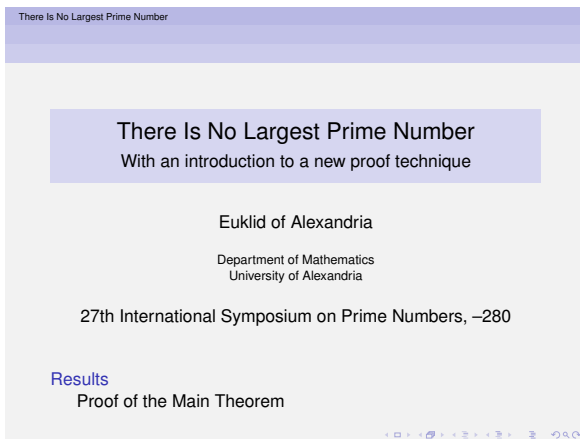 There Is No Largest Prime Number
There Is No Largest Prime Number
With an introduction to a new proof technique
Euklid of Alexandria
Department of Mathematics
University of Alexandria
27th International Symposium on Prime Numbers, –280
Results
Proof of the Main Theorem